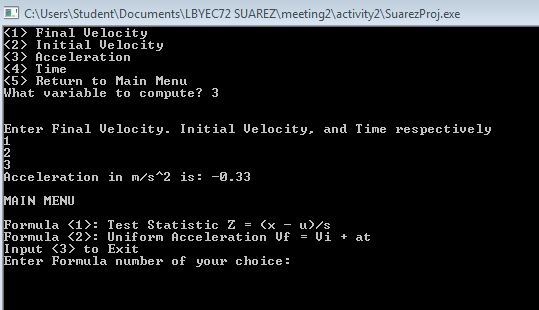 C:\Users\Student\Documents\LBYEC72 SUAREZ\meeting2\activity2\SuarezProj.exe
<1> Final Velocity
<2> Initial Velocity
<3> Acceleration
<4> Time
<5> Return to Main Menu
What variable to compute? 3
Enter Final Velocity. Initial Velocity, and Time respectively
1
2
3
Acceleration in m/s^2 is: -0.33
MAIN MENU
Formula <1>: Test Statistic Z = (x - u)/s
Formula <2>: Uniform Acceleration Vf = Vi + at
Input <3> to Exit
Enter Formula number of your choice: